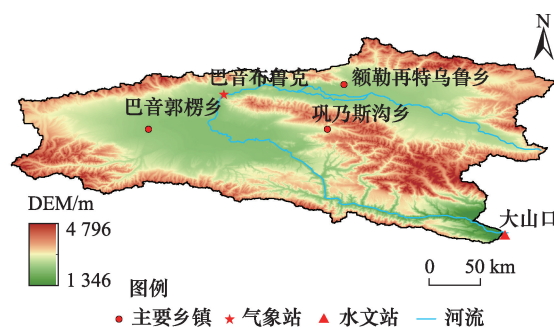 N
巴音布鲁克
额勒再特乌鲁乡
巴音郭楞乡
巩乃斯沟乡
DEM/m
4 796
1 346
大山口
0 50 km
图例
主要乡镇 气象站 水文站 河流